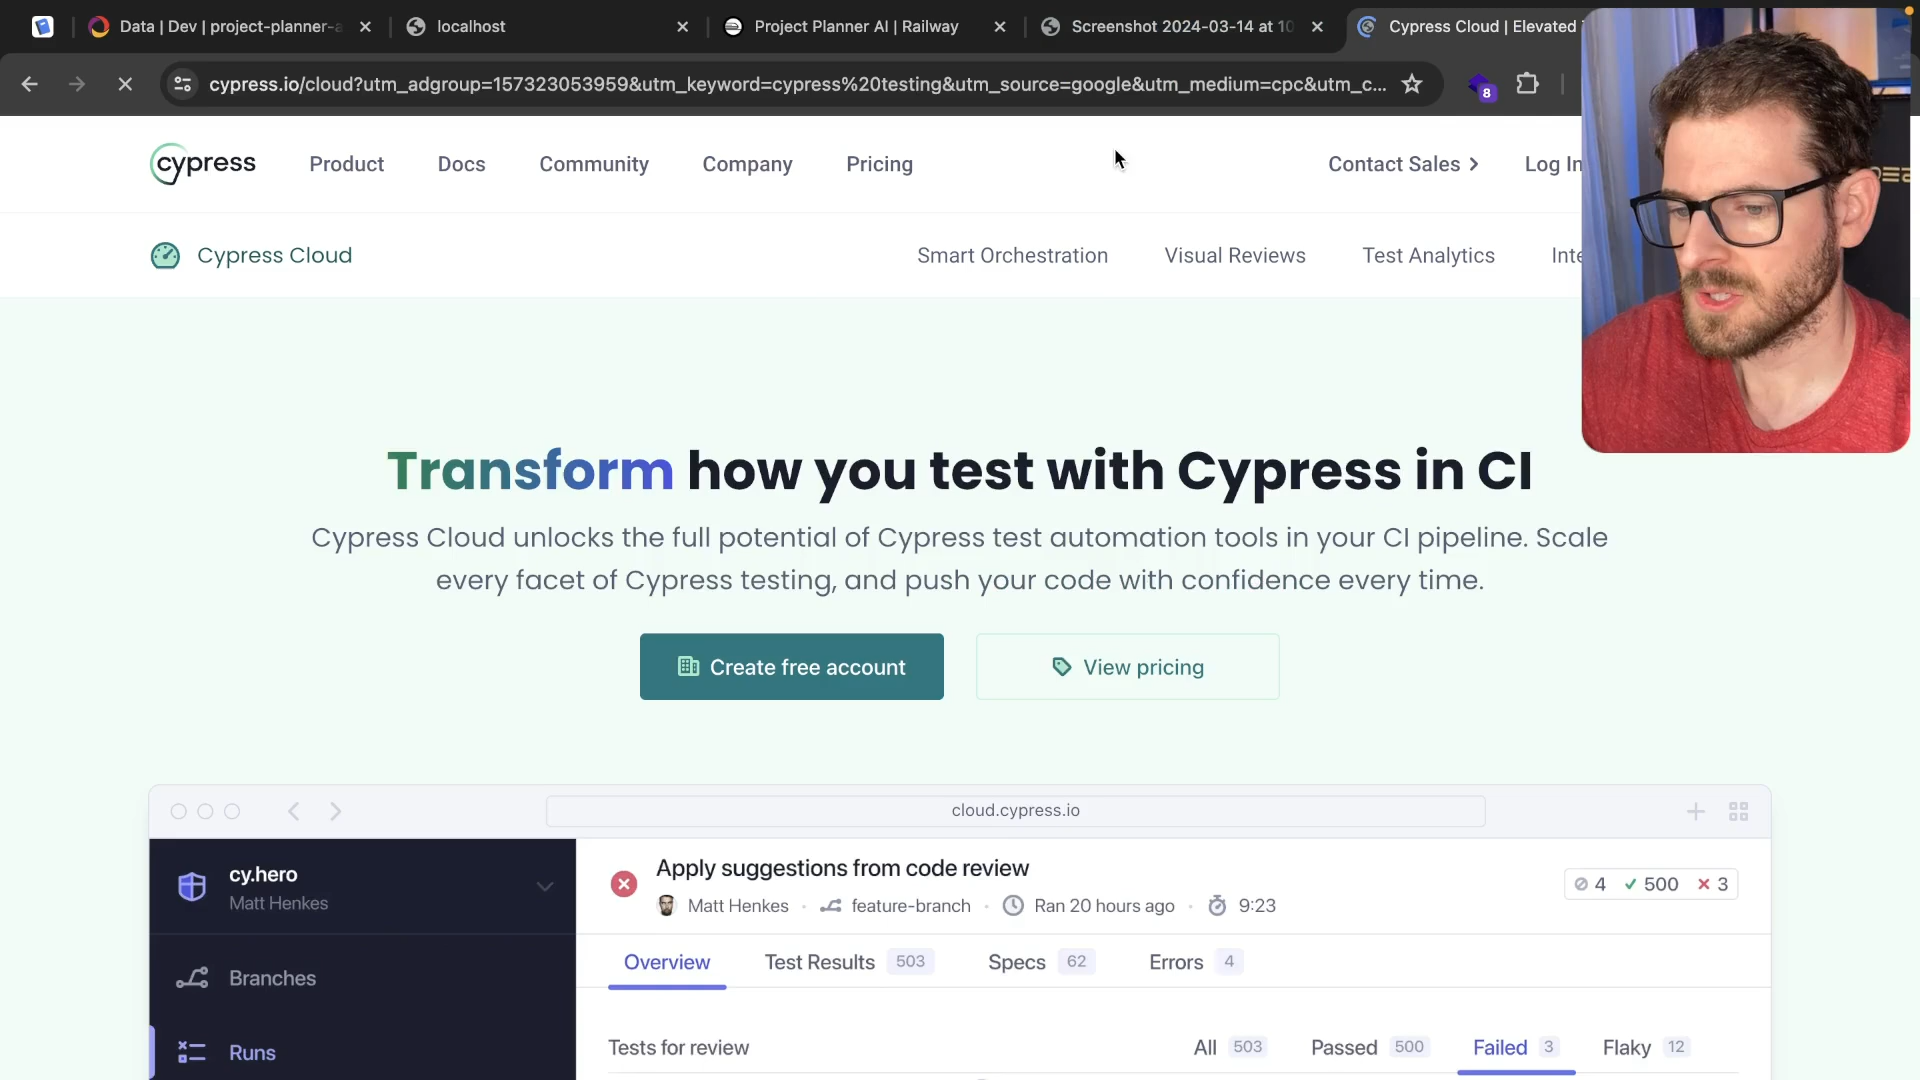 Data | Dev | project-planner-a
localhost
Project Planner AI | Railway
Screenshot 2024-03-14 at 10
Cypress Cloud | Elevated
cypress.io/cloud?utm_adgroup=157323053959&utm_keyword=cypress%20testing&utm_source=google&utm_medium=cpc&utm_c...
8
cypress
Product
Docs
Community
Company
Pricing
Contact Sales
Log In
Cypress Cloud
Smart Orchestration
Visual Reviews
Test Analytics
Inte
Transform how you test with Cypress in CI
Cypress Cloud unlocks the full potential of Cypress test automation tools in your CI pipeline. Scale
every facet of Cypress testing, and push your code with confidence every time.
Create free account
View pricing
cloud.cypress.io
cy.hero
Matt Henkes
Branches
Runs
Apply suggestions from code review
Matt Henkes · feature-branch · Ran 20 hours ago · 9:23
4 500 3
Overview
Test Results 503
Specs 62
Errors 4
Tests for review
All 503
Passed 500
Failed 3
Flaky 12